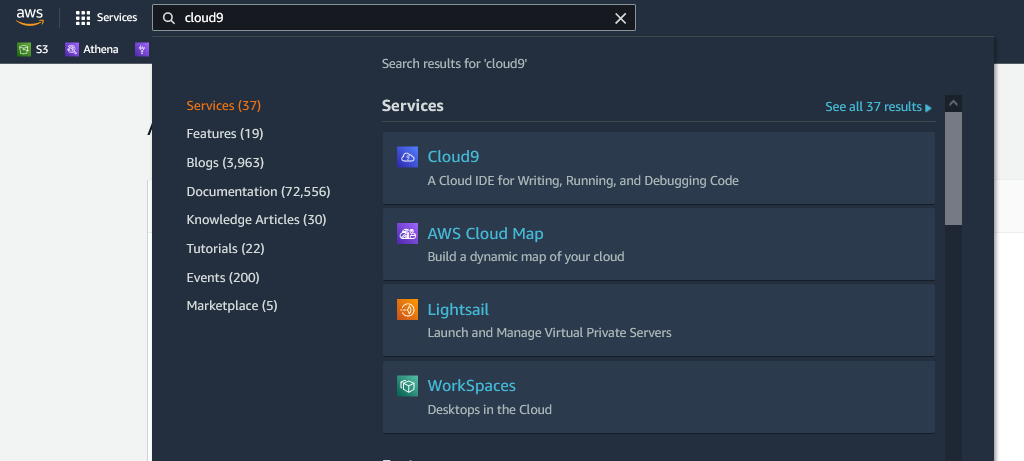 aws
Services
cloud9
S3
Athena
Search results for 'cloud9'
Services (37)
Features (19)
Blogs (3,963)
Documentation (72,556)
Knowledge Articles (30)
Tutorials (22)
Events (200)
Marketplace (5)
Services
See all 37 results
Cloud9
A Cloud IDE for Writing, Running, and Debugging Code
AWS Cloud Map
Build a dynamic map of your cloud
Lightsail
Launch and Manage Virtual Private Servers
WorkSpaces
Desktops in the Cloud